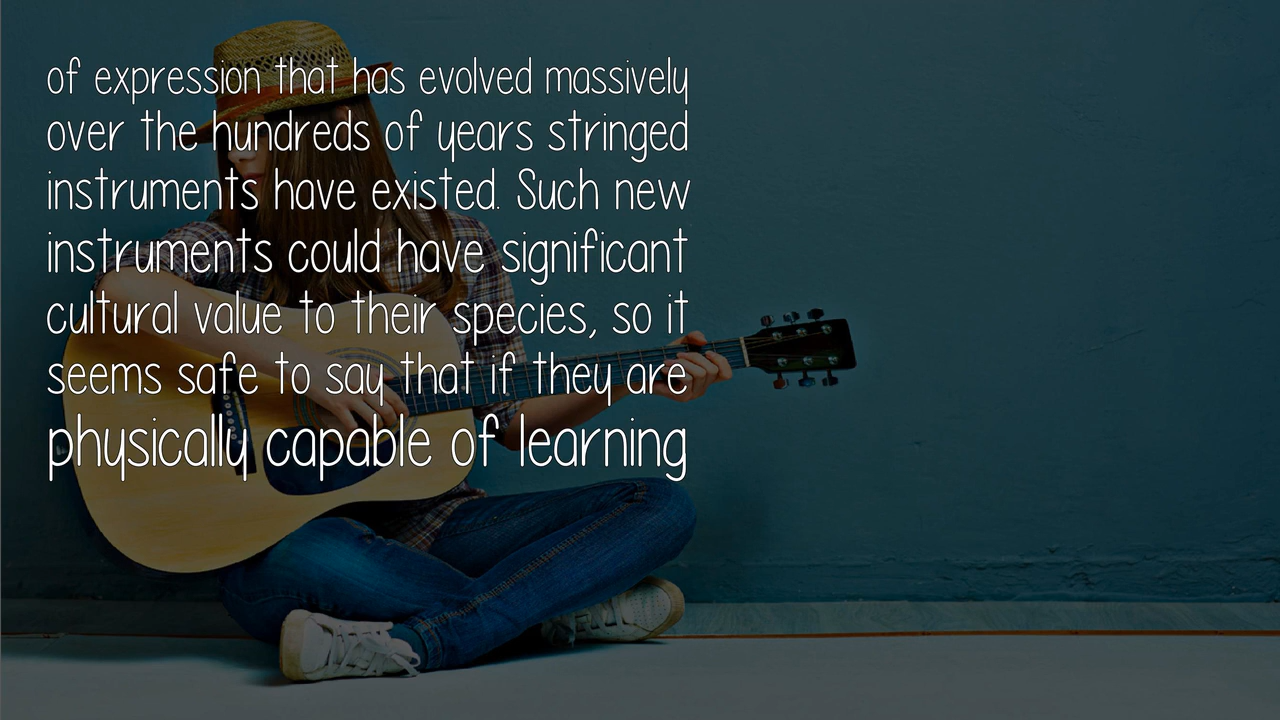 of expression that has evolved massively
over the hundreds of years stringed
instruments have existed. Such new
instruments could have significant
cultural value to their species, so it
seems safe to say that if they are
physically capable of learning